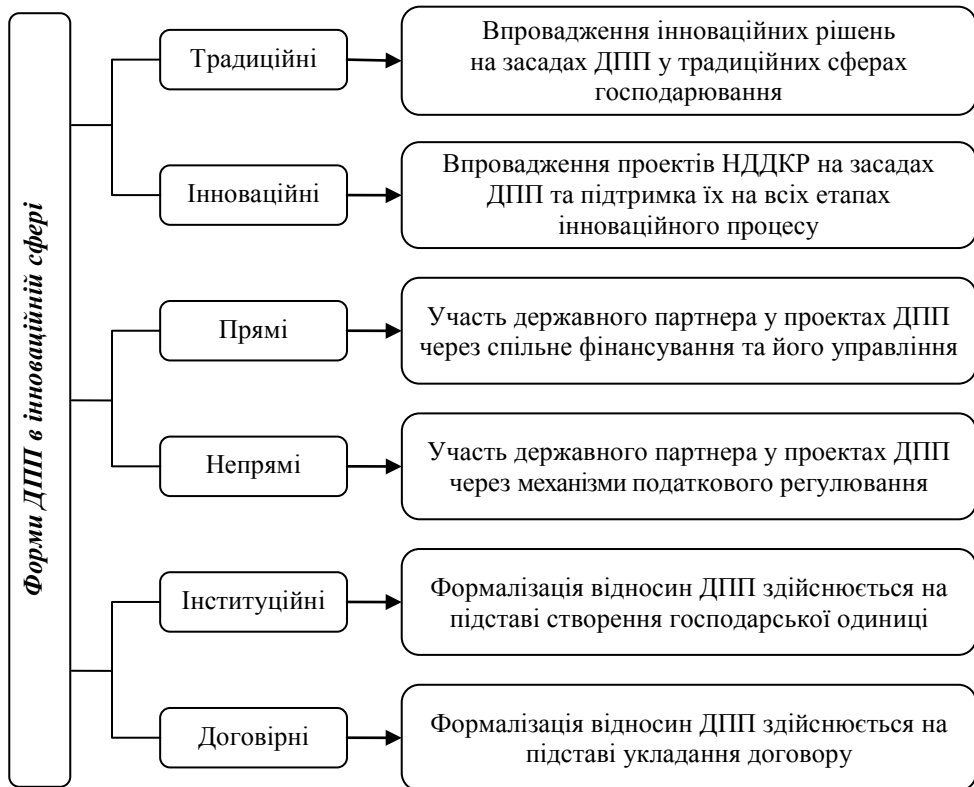 Форми ДПП в інноваційній сфері
Традиційні
Впровадження інноваційних рішень
на засадах ДПП у традиційних сферах
господарювання
Інноваційні
Впровадження проектів НДДКР на засадах
ДПП та підтримка їх на всіх етапах
інноваційного процесу
Прямі
Участь державного партнера у проектах ДПП
через спільне фінансування та його управління
Непрямі
Участь державного партнера у проектах ДПП
через механізми податкового регулювання
Інституційні
Формалізація відносин ДПП здійснюється на
підставі створення господарської одиниці
Договірні
Формалізація відносин ДПП здійснюється на
підставі укладання договору